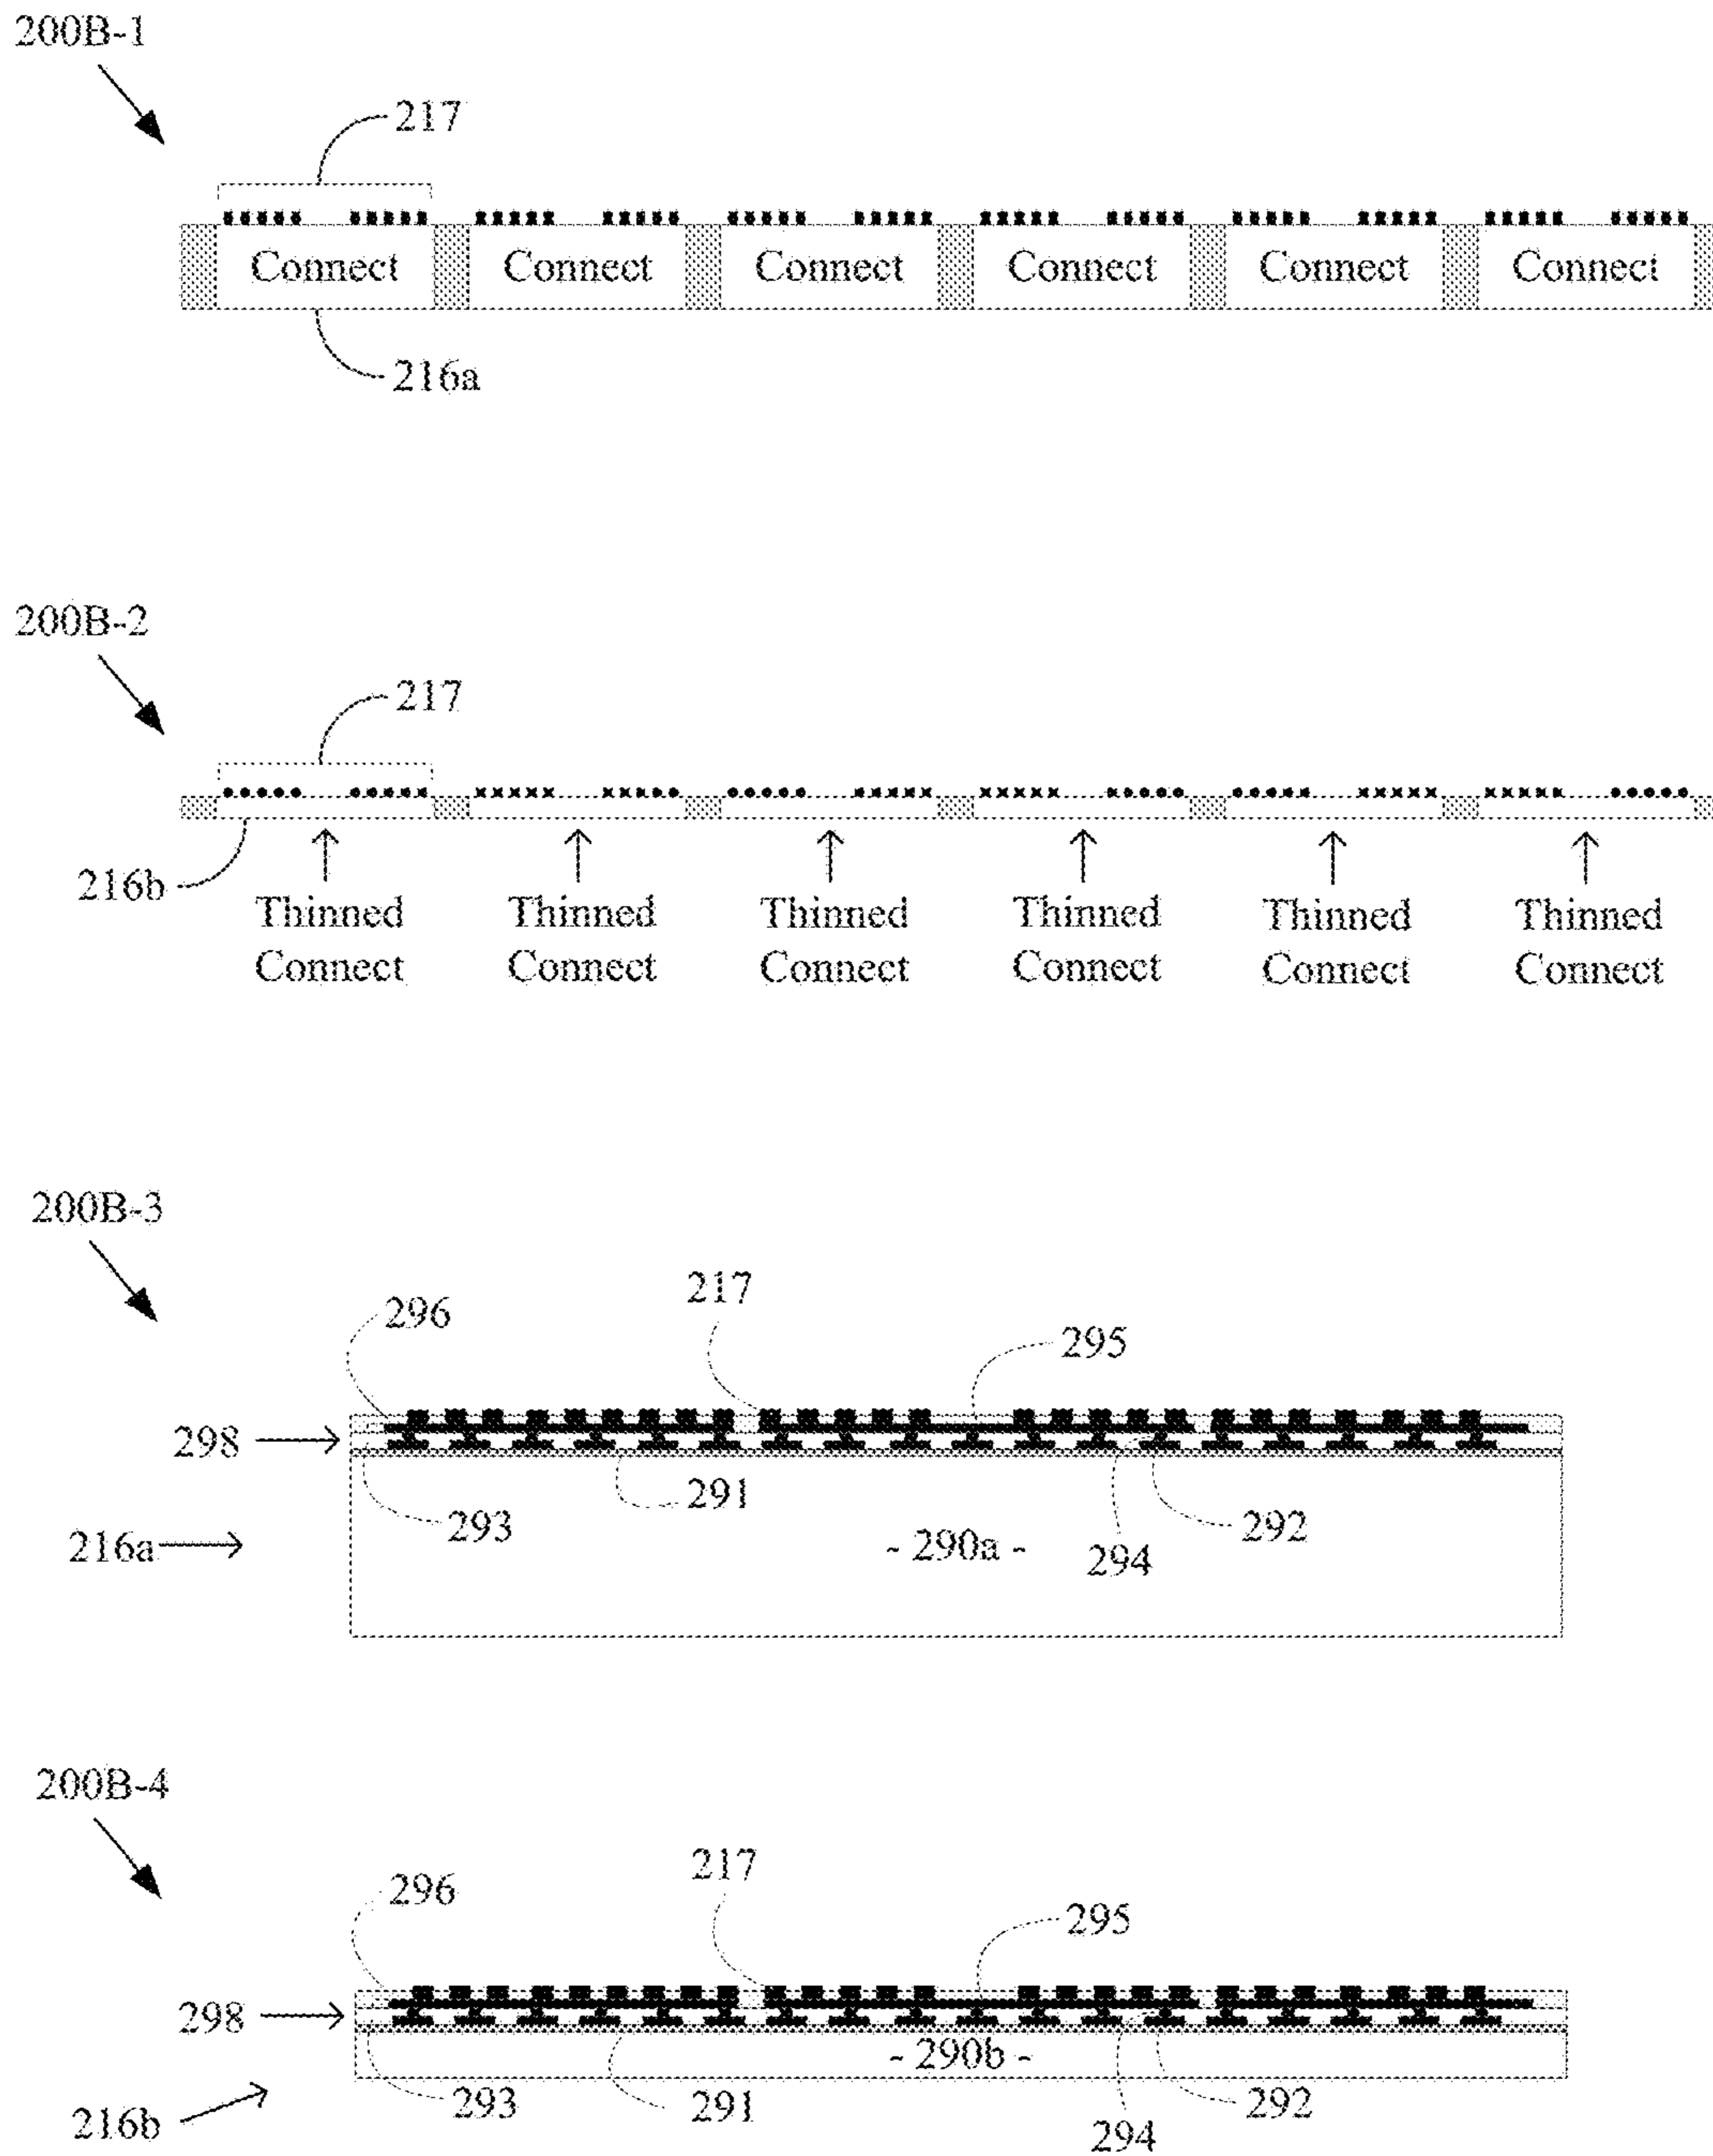 200B-1
217
Connect Connect Connect Connect Connect Connect
216a
200B-2
217
216b
Thinned Thinned Thinned Thinned Thinned Thinned
Connect Connect Connect Connect Connect Connect
200B-3
217
296
295
298
291
293
292
216a
- 290a -
294
200B-4
217
296
295
298
- 290b -
293
291
292
216b
294